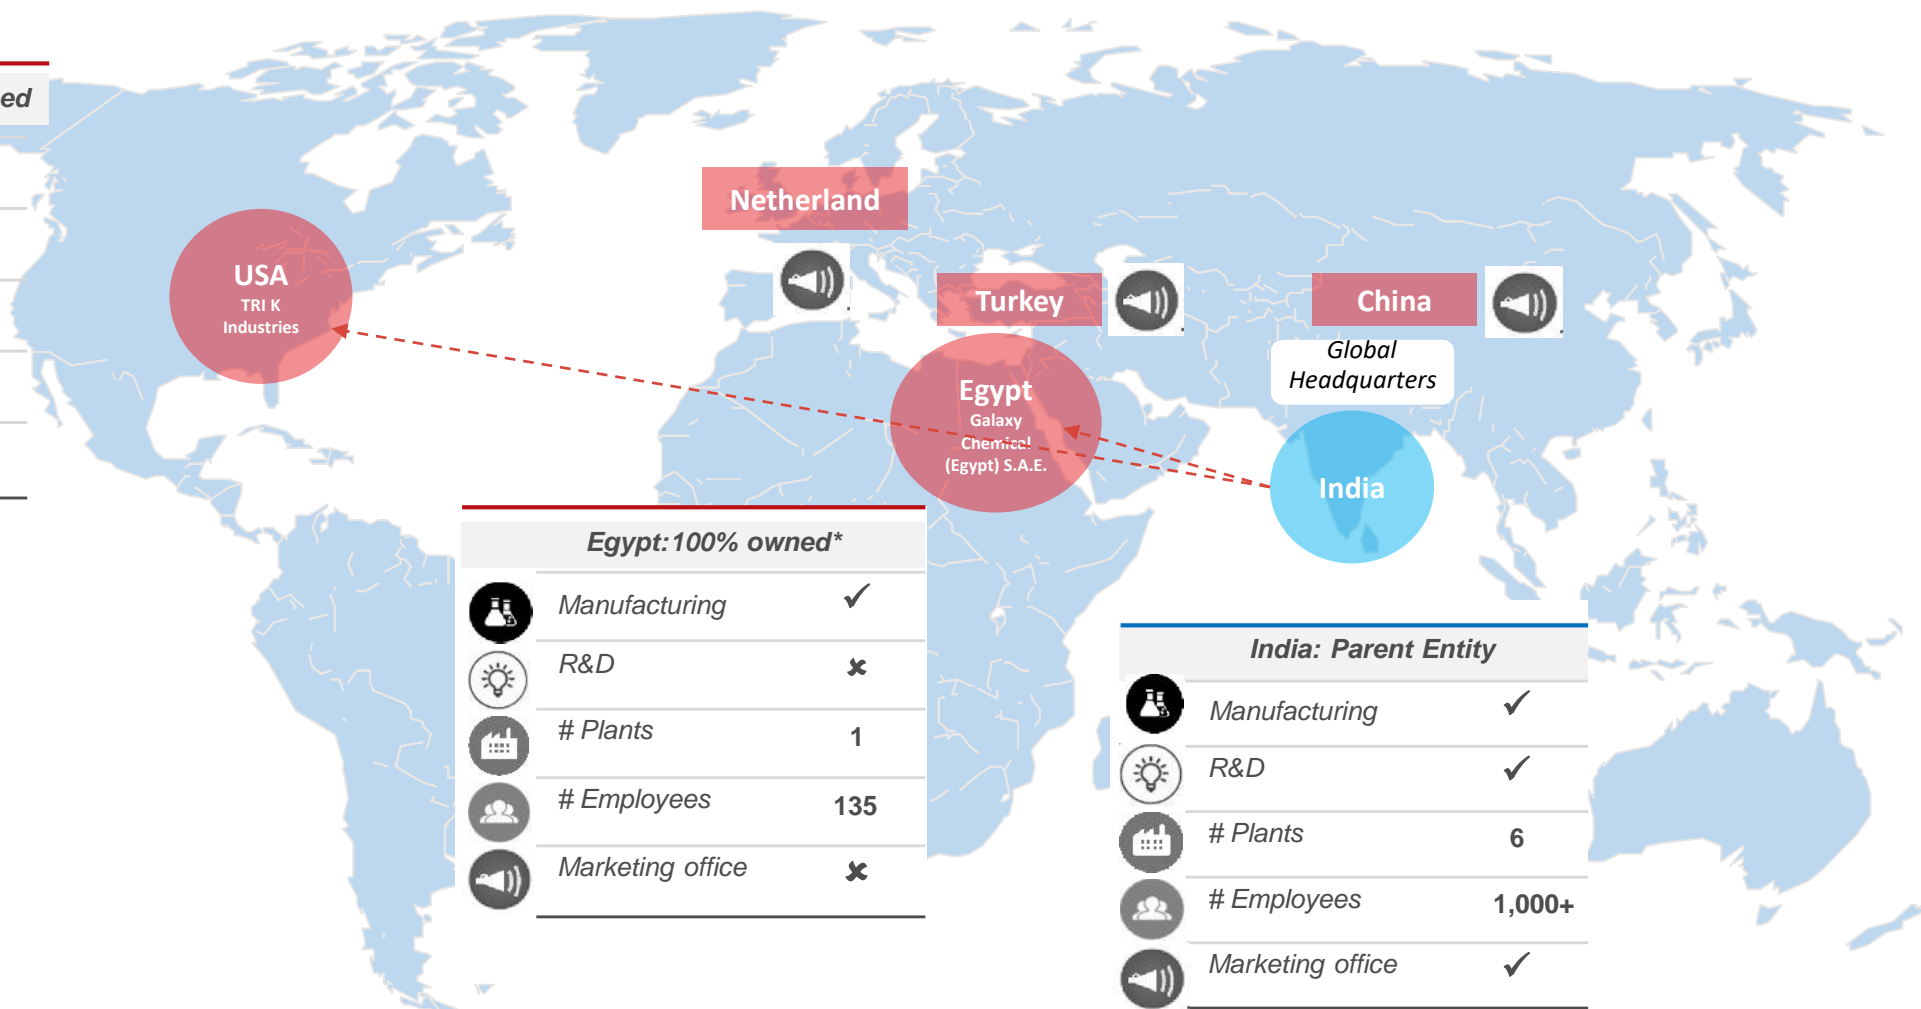 ed
Netherland
USA
TRI K
Industries
Turkey
China
Global
Headquarters
Egypt
Galaxy
Chemical
(Egypt) S.A.E.
India
Egypt:100% owned*
Manufacturing ✓
R&D ✘
# Plants 1
# Employees 135
Marketing office ✘
India: Parent Entity
Manufacturing ✓
R&D ✓
# Plants 6
# Employees 1,000+
Marketing office ✓